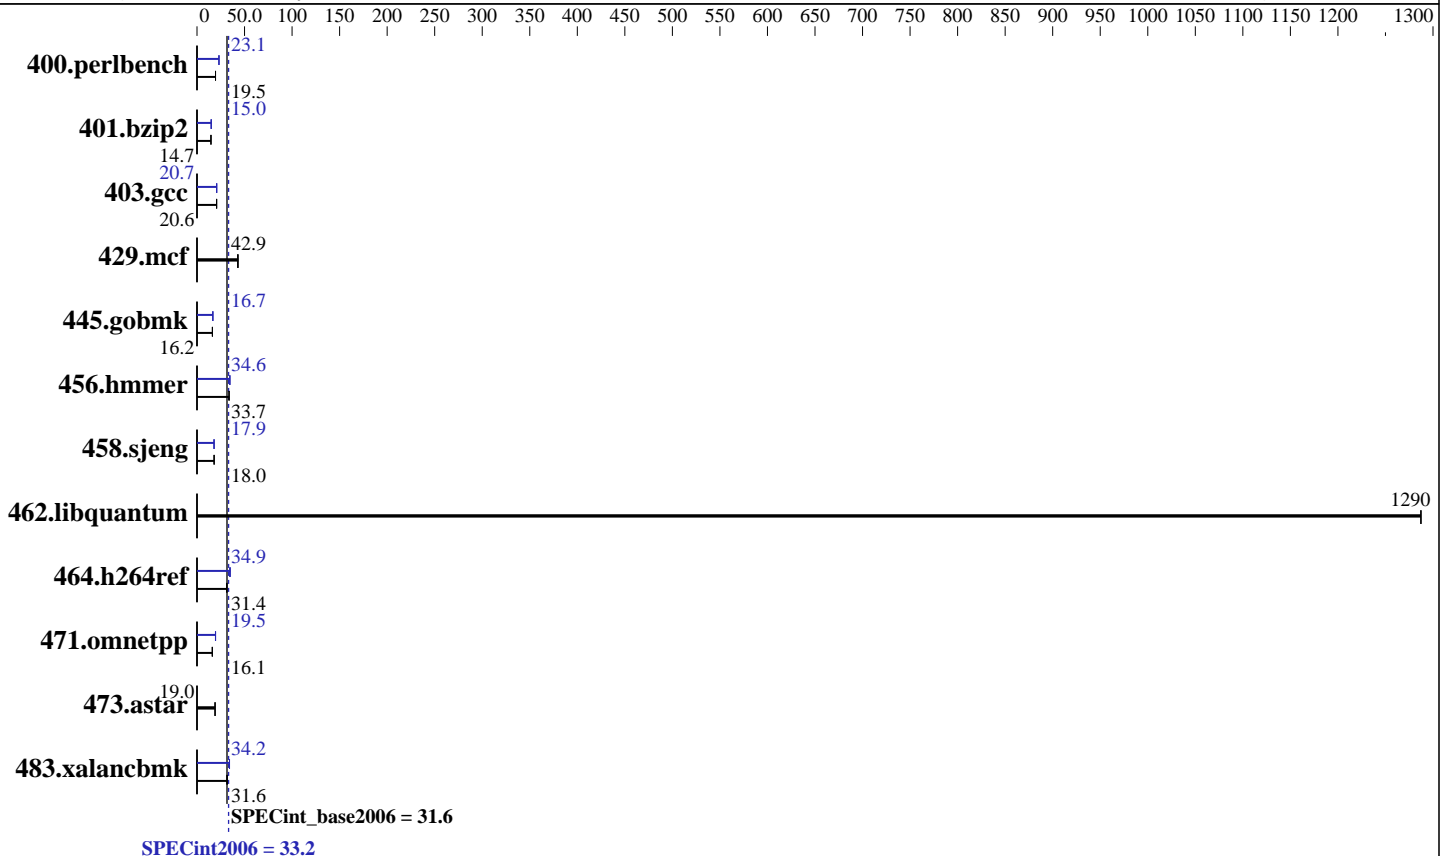 0 50.0 100 150 200 250 300 350 400 450 500 550 600 650 700 750 800 850 900 950 1000 1050 1100 1150 1200 1300
23.1
400.perlbench
19.5
15.0
401.bzip2
14.7
20.7
403.gcc
20.6
42.9
429.mcf
16.7
445.gobmk
16.2
34.6
456.hmmer
33.7
17.9
458.sjeng
18.0
1290
462.libquantum
34.9
464.h264ref
31.4
19.5
471.omnetpp
16.1
19.0
473.astar
34.2
483.xalancbmk
31.6
SPECint_base2006 = 31.6
SPECint2006 = 33.2